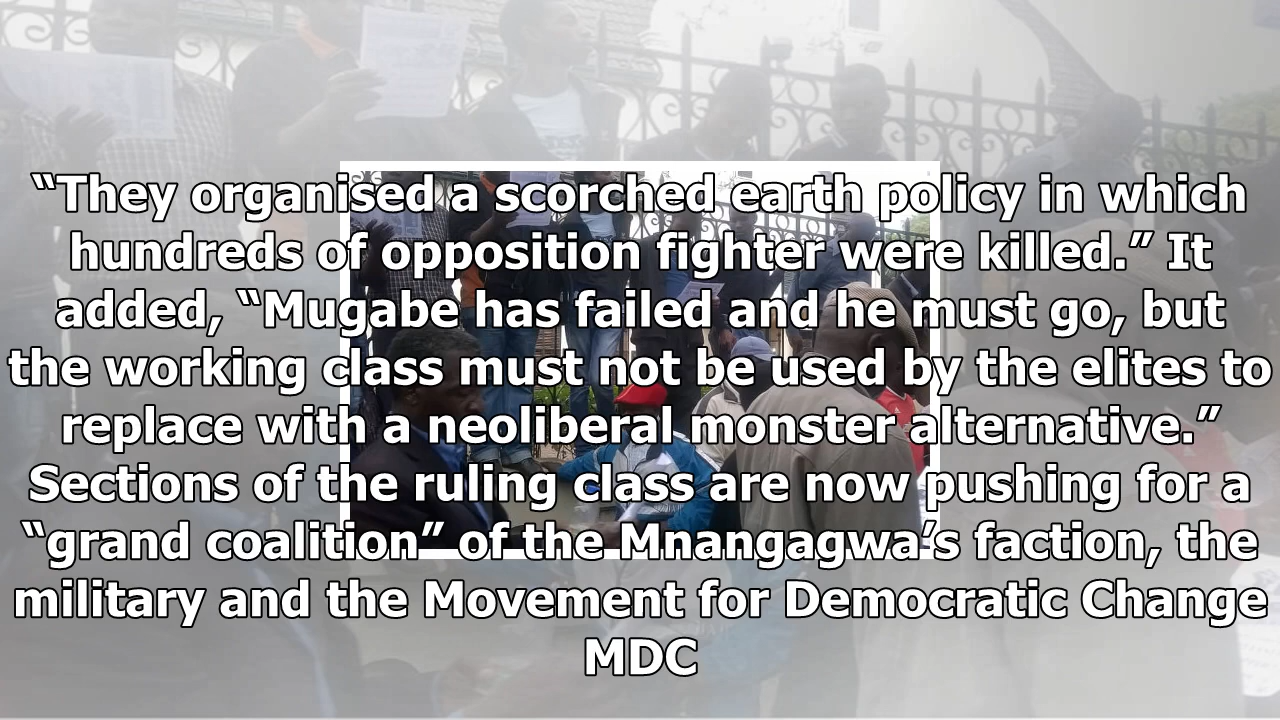 “They organised a scorched earth policy in which
hundreds of opposition fighter were killed.” It
added, “Mugabe has failed and he must go, but
the working class must not be used by the elites to
replace with a neoliberal monster alternative.”
Sections of the ruling class are now pushing for a
“grand coalition” of the Mnangagwa’s faction, the
military and the Movement for Democratic Change
MDC